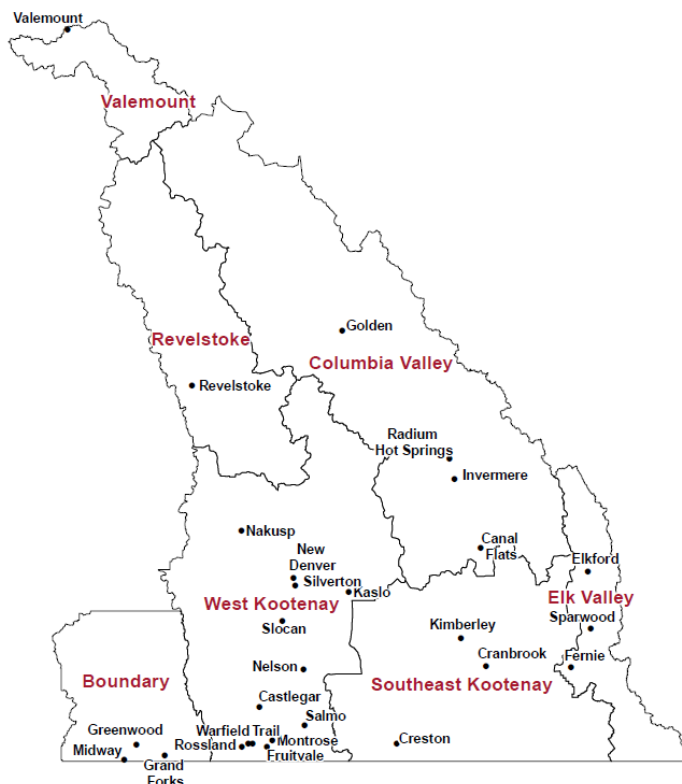 Valemount
Valemount
Golden
Revelstoke
Columbia Valley
Revelstoke
Radium
Hot Springs
Invermere
Nakusp
Canal
Flats
New
Denver
Silverton
Elkford
Kaslo
West Kootenay
Elk Valley
Sparwood
Slocan
Kimberley
Nelson
Cranbrook
Fernie
Boundary
Southeast Kootenay
Castlegar
Salmo
Greenwood
Warfield
Trail
Montrose
Creston
Midway
Rossland
Fruitvale
Grand
Forks